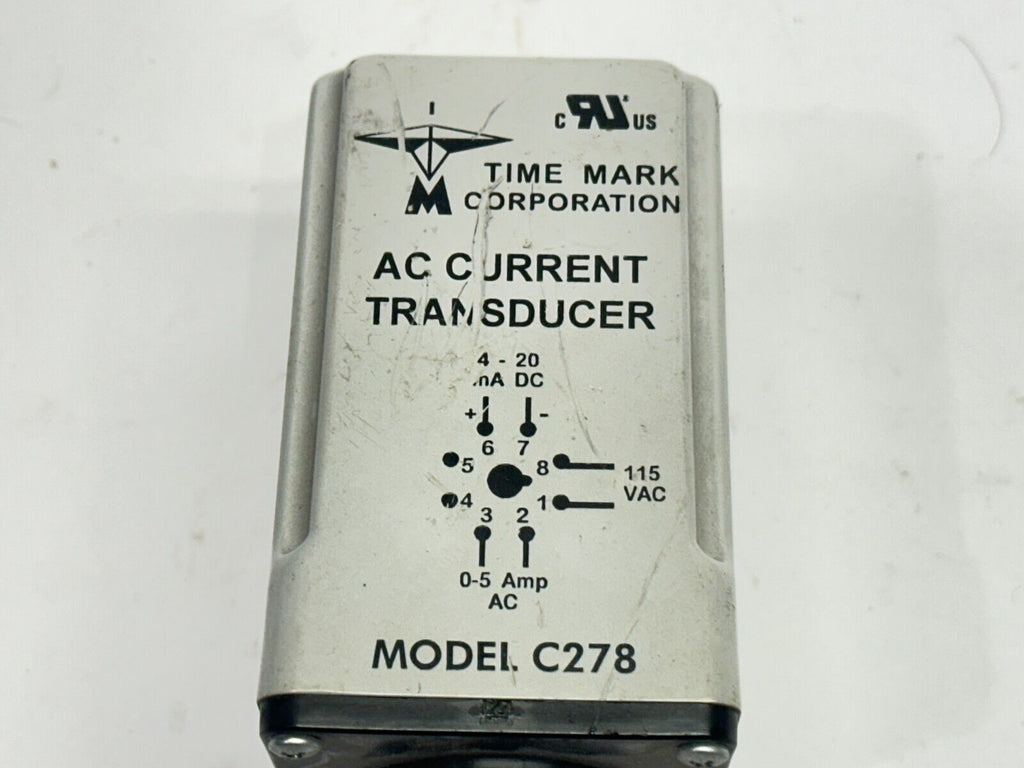 I
M
c RU US
TIME MARK
CORPORATION
AC CURRENT
TRANSDUCER
4 - 20
mA DC
+ -
6 7
5 8
115
VAC
4 1
3 2
0-5 Amp
AC
MODEL C278